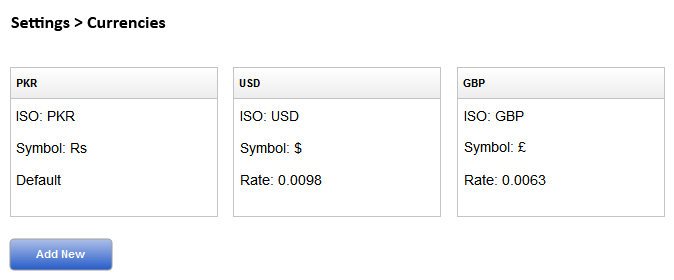 Settings > Currencies
PKR
ISO: PKR
Symbol: Rs
Default
USD
ISO: USD
Symbol: $
Rate: 0.0098
GBP
ISO: GBP
Symbol: £
Rate: 0.0063
Add New